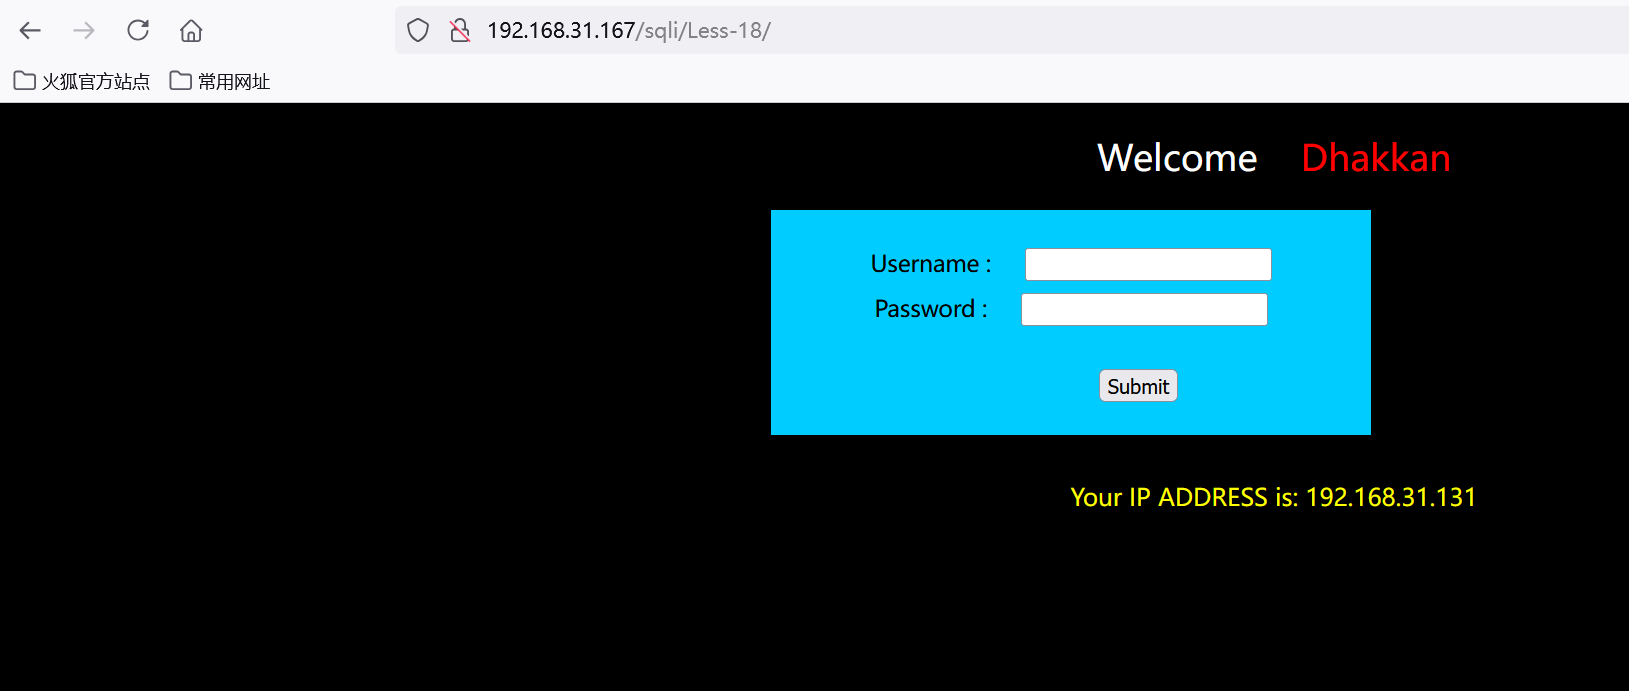 192.168.31.167/sqli/Less-18/
火狐官方站点 常用网址
Welcome Dhakkan
Username :
Password :
Submit
Your IP ADDRESS is: 192.168.31.131